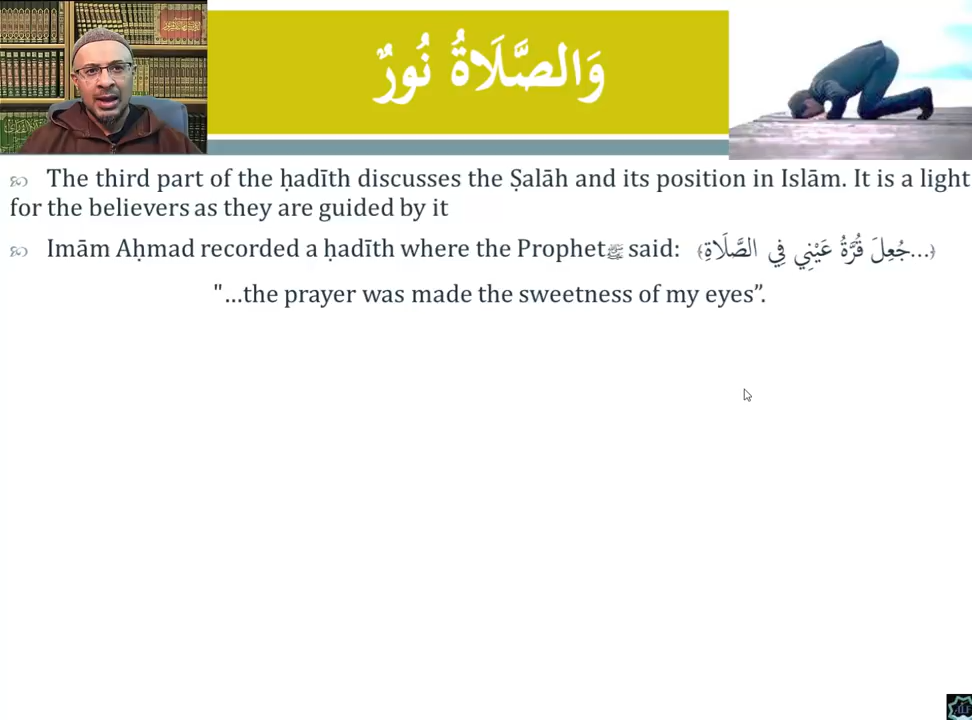 وَالصَّلَاةُ نُورٌ
The third part of the ḥadīth discusses the Ṣalāh and its position in Islām. It is a light
for the believers as they are guided by it
Imām Aḥmad recorded a ḥadīth where the Prophetﷺ said: ﴿...جُعِلَ قُرَّةُ عَيْنِي فِي الصَّلَاةِ﴾
"…the prayer was made the sweetness of my eyes”.